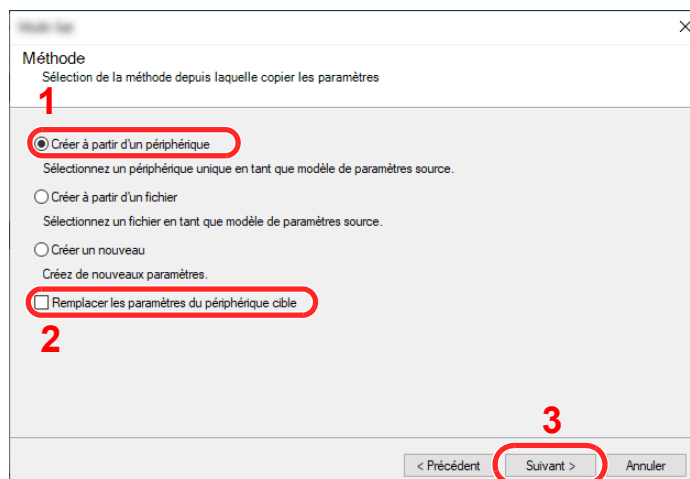 Méthode
Sélection de la méthode depuis laquelle copier les paramètres
1
Créer à partir d'un périphérique
Sélectionnez un périphérique unique en tant que modèle de paramètres source.
Créer à partir d'un fichier
Sélectionnez un fichier en tant que modèle de paramètres source.
Créer un nouveau
Créez de nouveaux paramètres.
Remplacer les paramètres du périphérique cible
2
3
< Précédent Suivant > Annuler